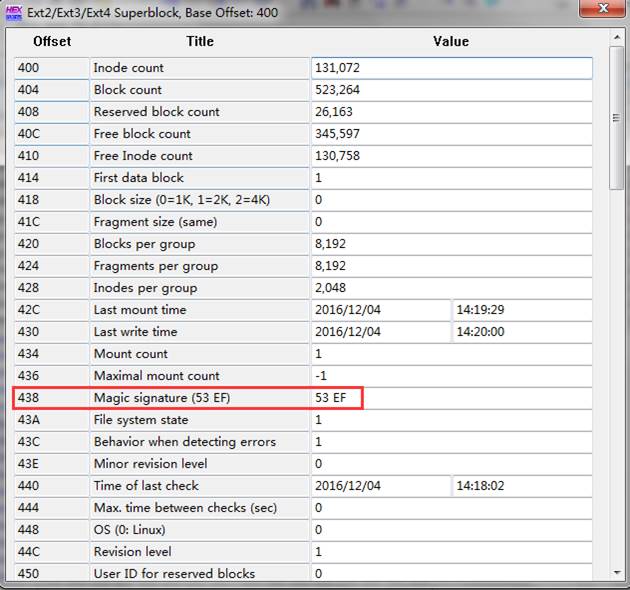 HEX Ext2/Ext3/Ext4 Superblock, Base Offset: 400
Offset Title Value
400 Inode count 131,072
404 Block count 523,264
408 Reserved block count 26,163
40C Free block count 345,597
410 Free Inode count 130,758
414 First data block 1
418 Block size (0=1K, 1=2K, 2=4K) 0
41C Fragment size (same) 0
420 Blocks per group 8,192
424 Fragments per group 8,192
428 Inodes per group 2,048
42C Last mount time 2016/12/04 14:19:29
430 Last write time 2016/12/04 14:20:00
434 Mount count 1
436 Maximal mount count -1
438 Magic signature (53 EF) 53 EF
43A File system state 1
43C Behavior when detecting errors 1
43E Minor revision level 0
440 Time of last check 2016/12/04 14:18:02
444 Max. time between checks (sec) 0
448 OS (0: Linux) 0
44C Revision level 1
450 User ID for reserved blocks 0